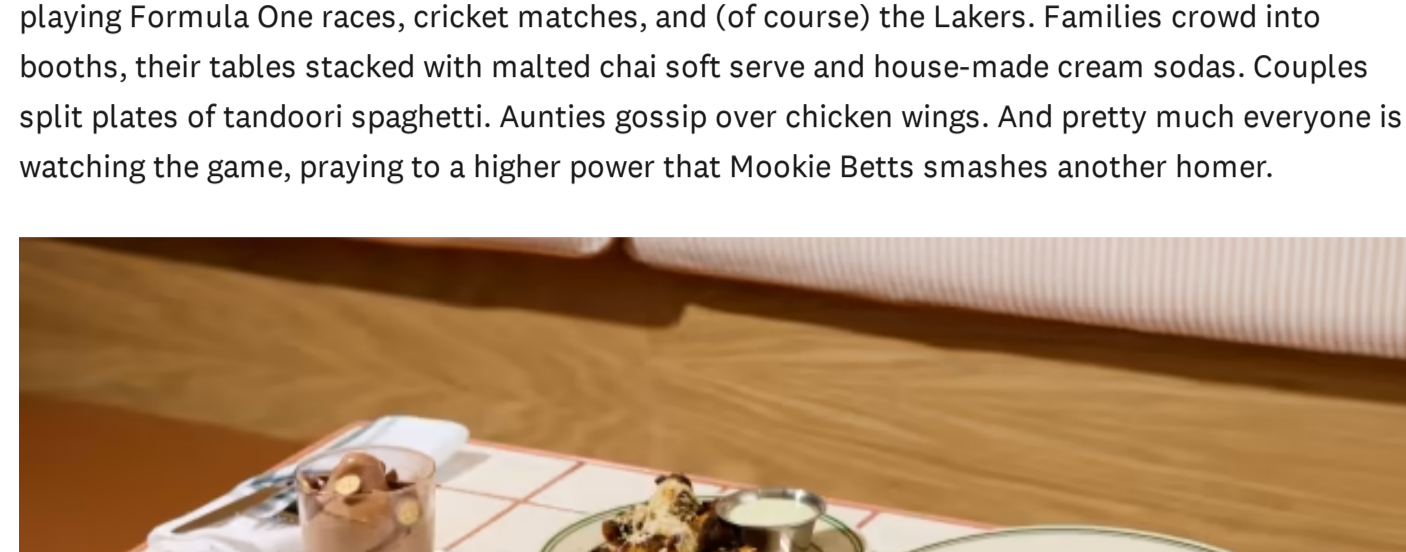 playing Formula One races, cricket matches, and (of course) the Lakers. Families crowd into
booths, their tables stacked with malted chai soft serve and house-made cream sodas. Couples
split plates of tandoori spaghetti. Aunties gossip over chicken wings. And pretty much everyone is
watching the game, praying to a higher power that Mookie Betts smashes another homer.